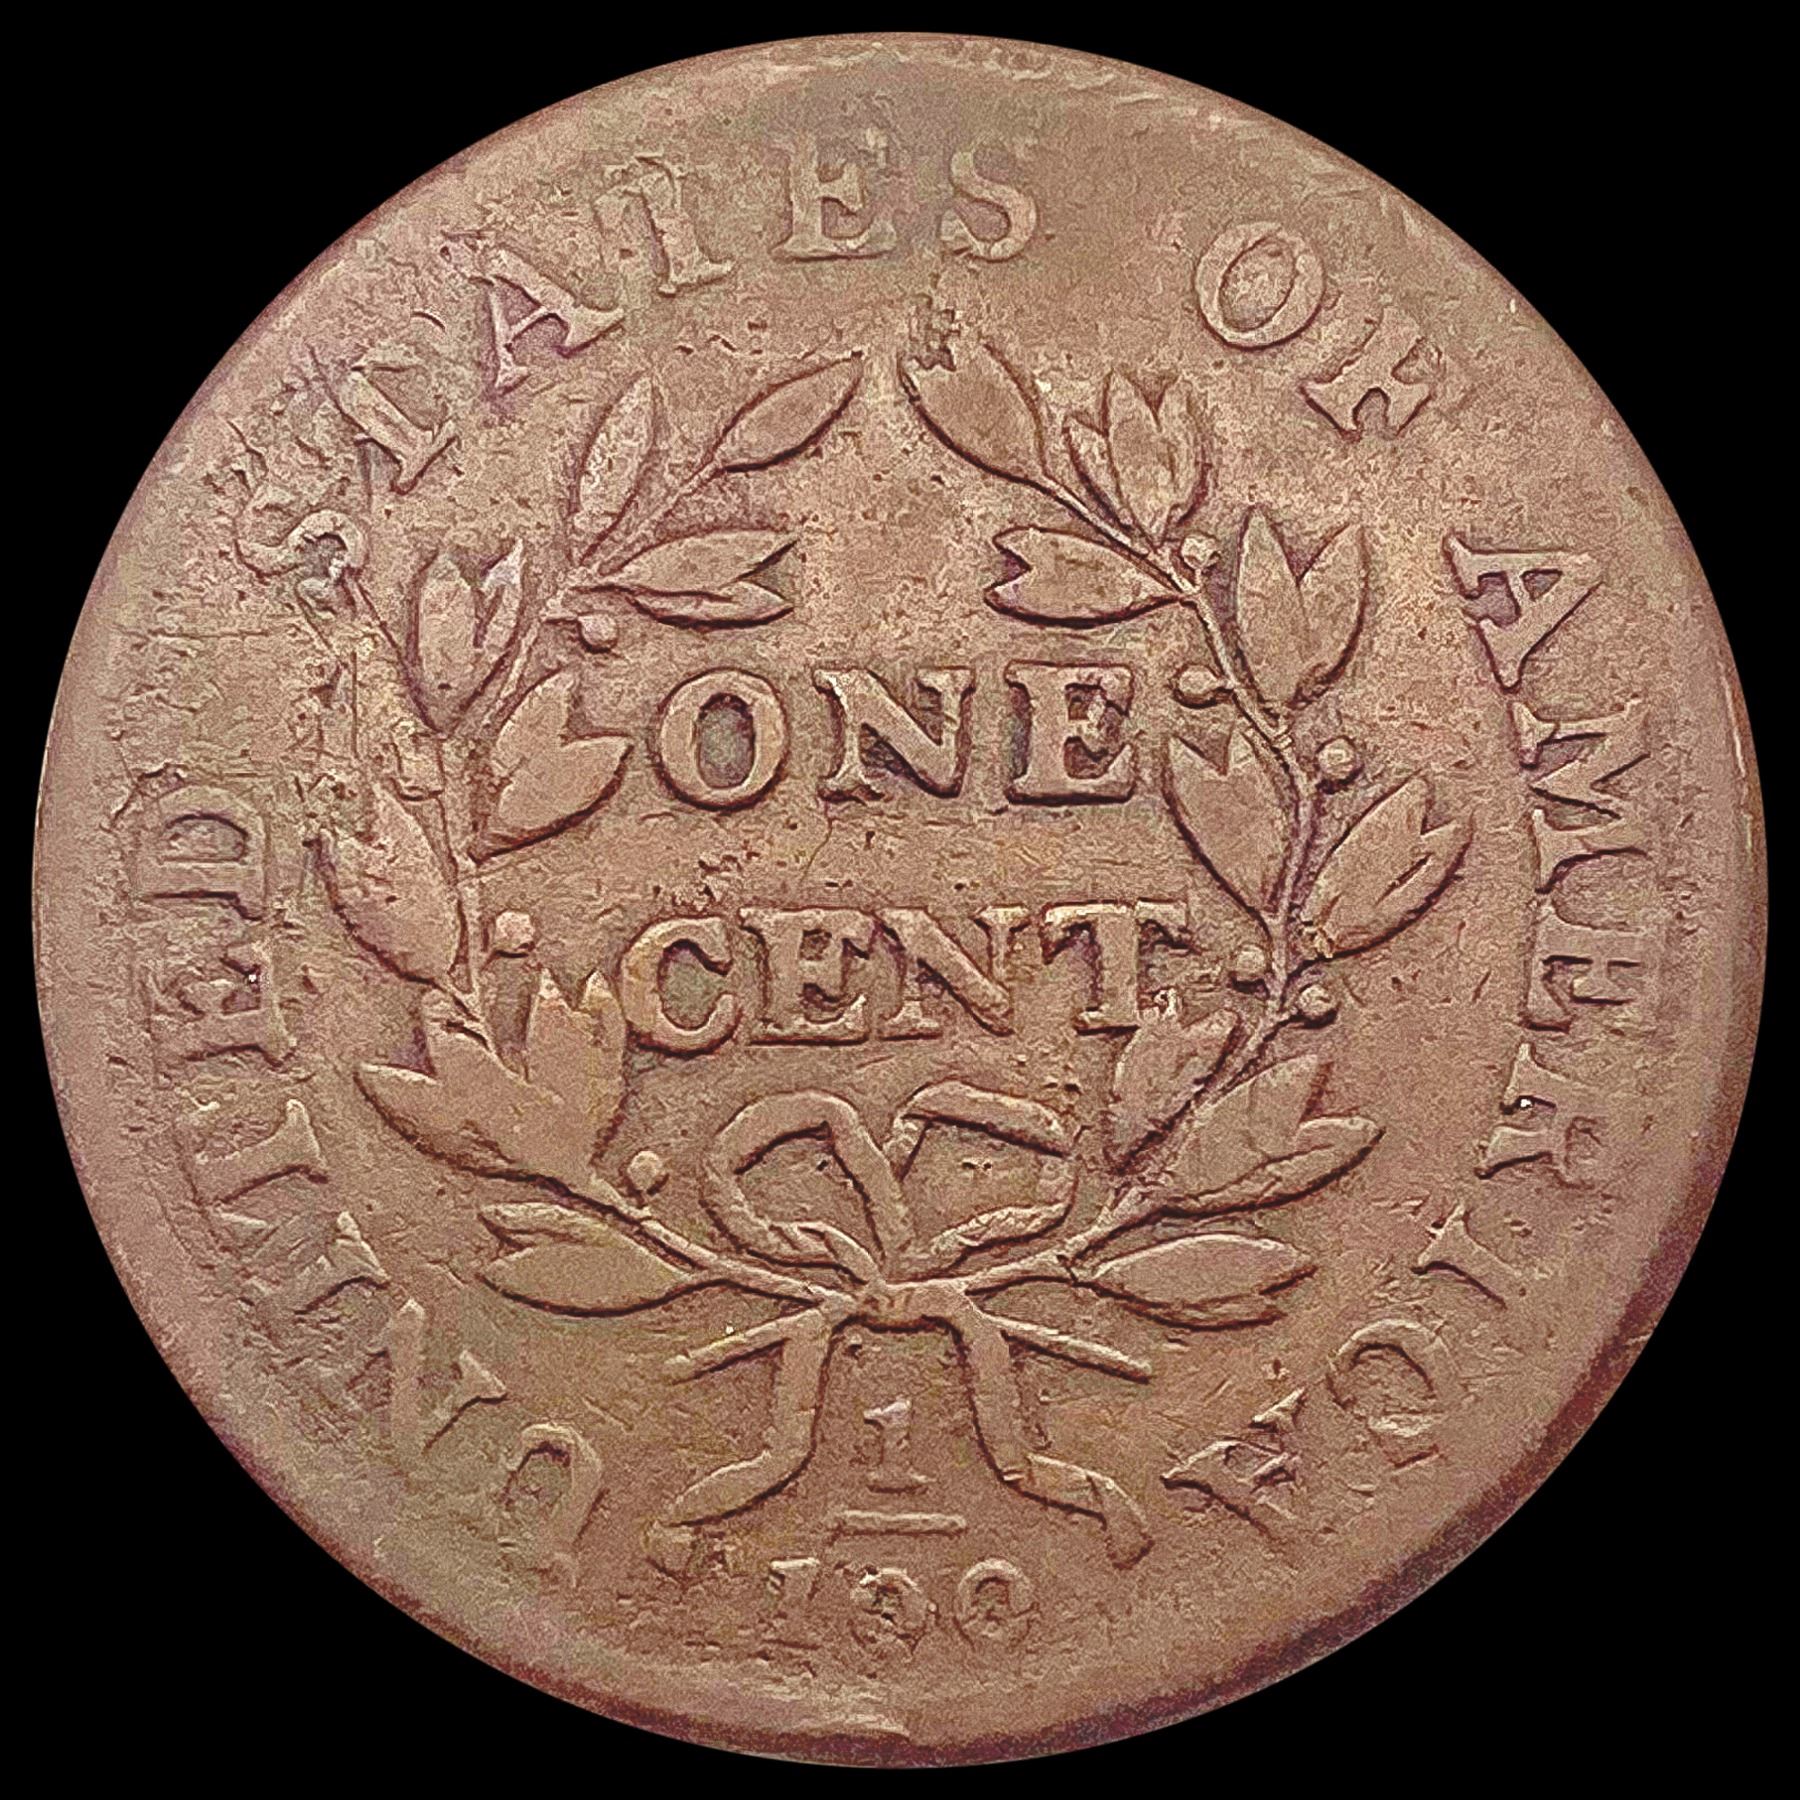 UNITED STATES OF AMERICA
ONE
CENT
1
100